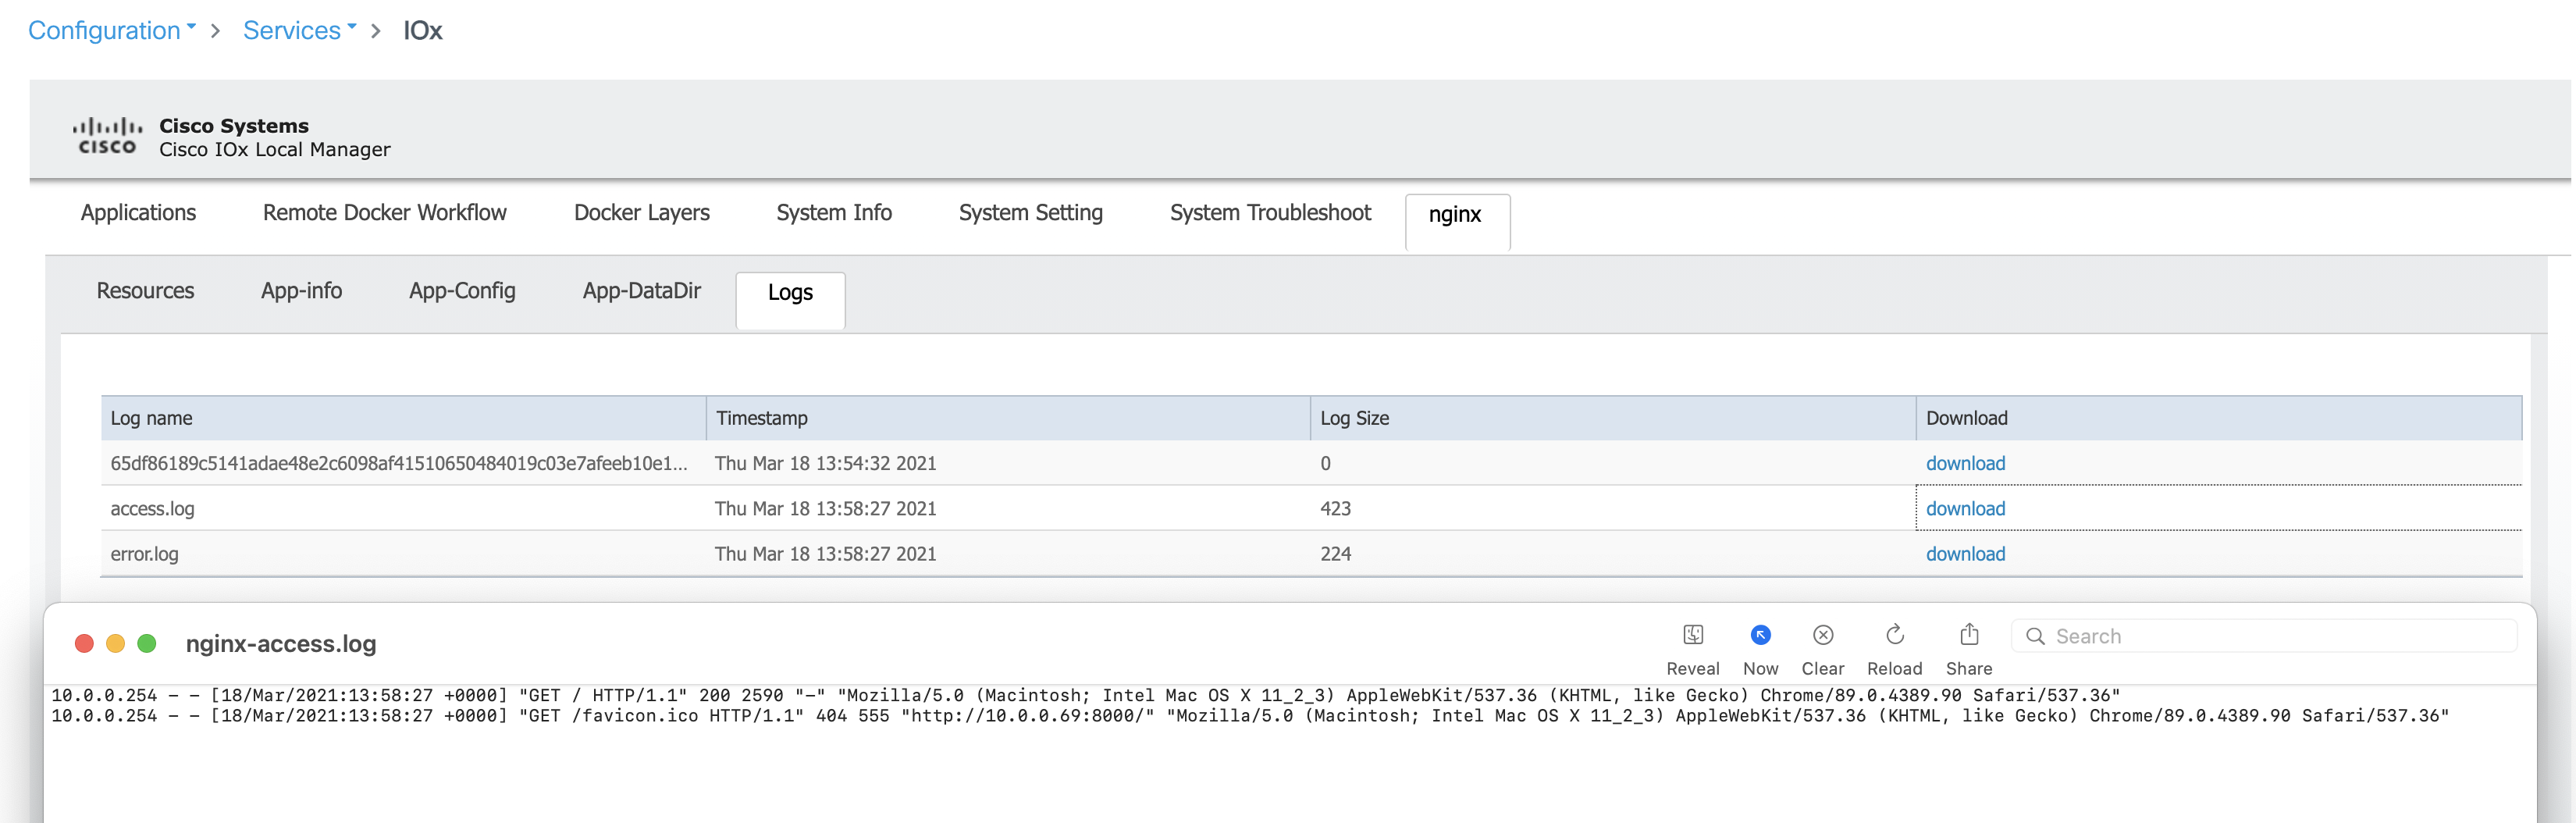 Configuration > Services > IOx
CISCO
Cisco Systems
Cisco IOx Local Manager
Applications Remote Docker Workflow Docker Layers System Info System Setting System Troubleshoot nginx
Resources App-info App-Config App-DataDir Logs
Log name Timestamp Log Size Download
65df86189c5141adae48e2c6098af41510650484019c03e7afeeb10e1... Thu Mar 18 13:54:32 2021 0 download
access.log Thu Mar 18 13:58:27 2021 423 download
error.log Thu Mar 18 13:58:27 2021 224 download
nginx-access.log
Reveal Now Clear Reload Share Search
10.0.0.254 - - [18/Mar/2021:13:58:27 +0000] "GET / HTTP/1.1" 200 2590 "-" "Mozilla/5.0 (Macintosh; Intel Mac OS X 11_2_3) AppleWebKit/537.36 (KHTML, like Gecko) Chrome/89.0.4389.90 Safari/537.36"
10.0.0.254 - - [18/Mar/2021:13:58:27 +0000] "GET /favicon.ico HTTP/1.1" 404 555 "http://10.0.0.69:8000/" "Mozilla/5.0 (Macintosh; Intel Mac OS X 11_2_3) AppleWebKit/537.36 (KHTML, like Gecko) Chrome/89.0.4389.90 Safari/537.36"